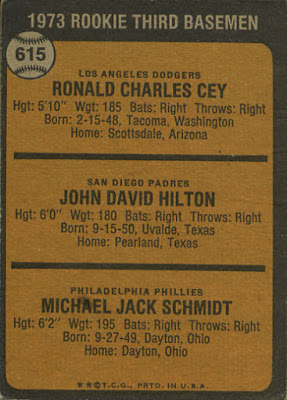 1973 ROOKIE THIRD BASEMEN
615
LOS ANGELES DODGERS
RONALD CHARLES CEY
Hgt: 5'10" Wgt: 185 Bats: Right Throws: Right
Born: 2-15-48, Tacoma, Washington
Home: Scottsdale, Arizona
SAN DIEGO PADRES
JOHN DAVID HILTON
Hgt: 6'0" Wgt: 180 Bats: Right Throws: Right
Born: 9-15-50, Uvalde, Texas
Home: Pearland, Texas
PHILADELPHIA PHILLIES
MICHAEL JACK SCHMIDT
Hgt: 6'2" Wgt: 195 Bats: Right Throws: Right
Born: 9-27-49, Dayton, Ohio
Home: Dayton, Ohio
**© T.C.G. PRTD. IN U.S.A.